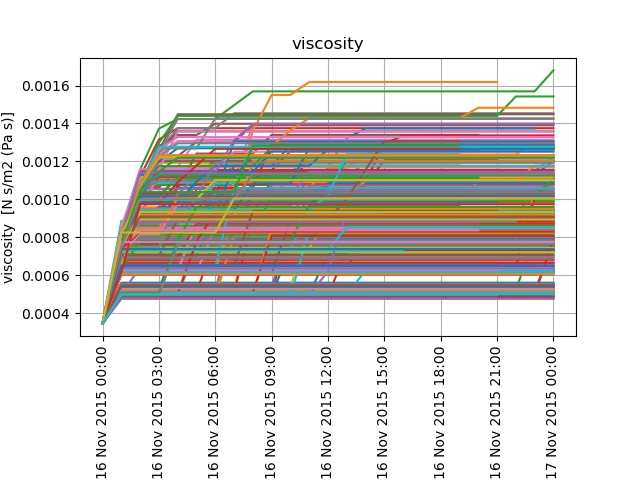 viscosity
viscosity  [N s/m2 (Pa s)]
0.0016
0.0014
0.0012
0.0010
0.0008
0.0006
0.0004
16 Nov 2015 00:00
16 Nov 2015 03:00
16 Nov 2015 06:00
16 Nov 2015 09:00
16 Nov 2015 12:00
16 Nov 2015 15:00
16 Nov 2015 18:00
16 Nov 2015 21:00
17 Nov 2015 00:00